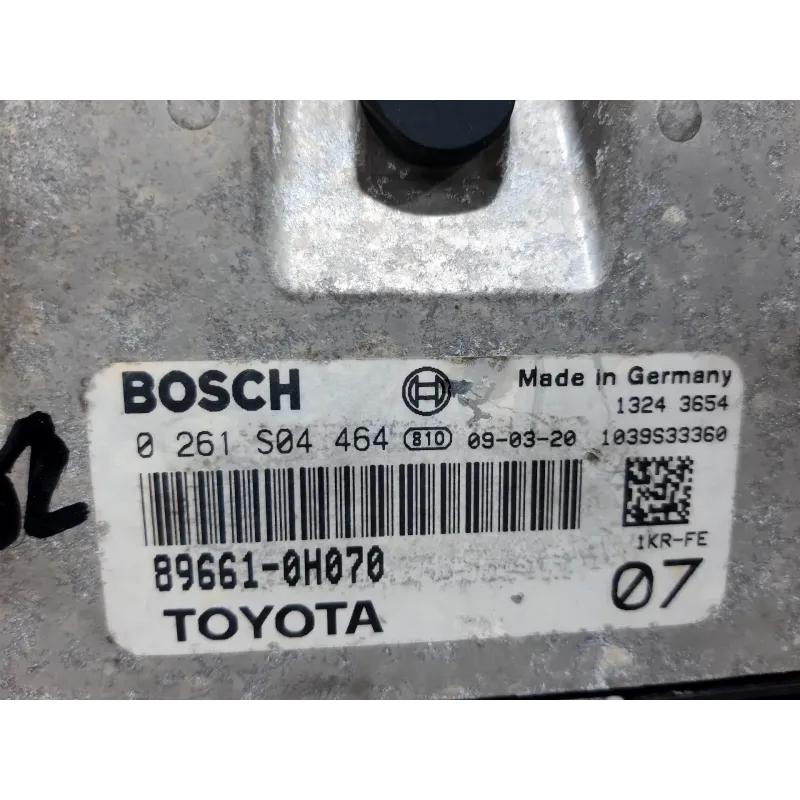 BOSCH Made in Germany
1324 3654
0 261 S04 464 810 09-03-20 1039S33360
1KR-FE
89661-0H070 07
TOYOTA